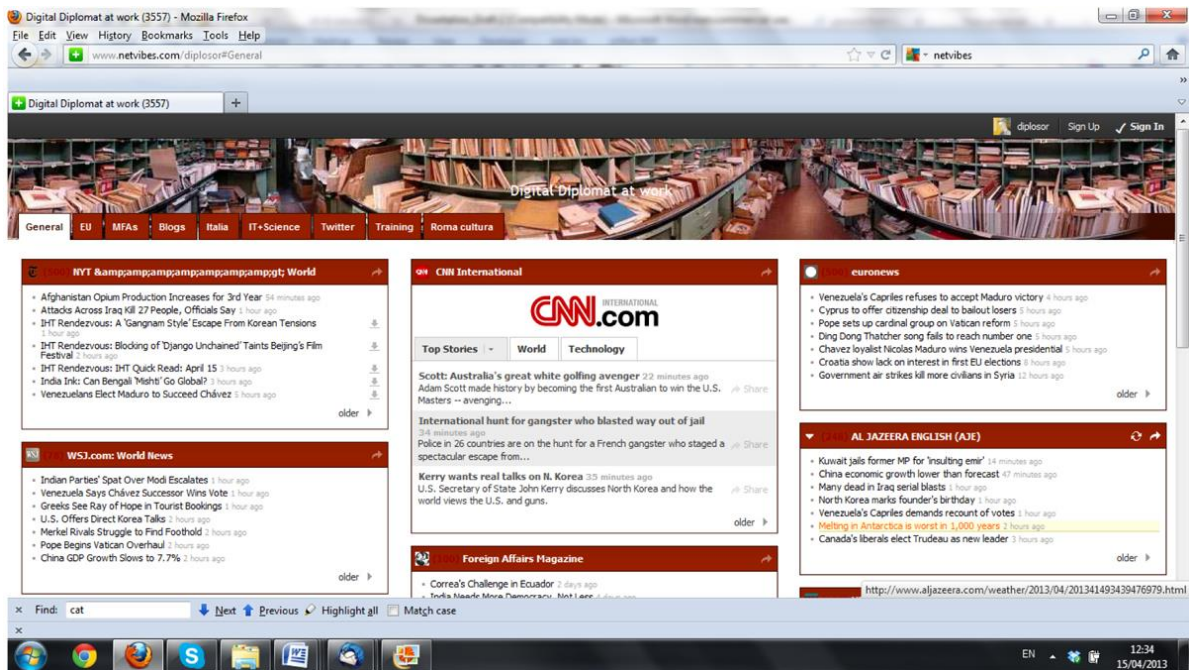 Digital Diplomat at work (3557) - Mozilla Firefox
File Edit View History Bookmarks Tools Help
www.netvibes.com/diplosor#General
netvibes
Digital Diplomat at work (3557)
diplosor Sign Up Sign In
Digital Diplomat at work
General EU MFAs Blogs Italia IT+Science Twitter Training Roma cultura
NYT &amp;amp;amp;amp;amp;amp;gt; World
Afghanistan Opium Production Increases for 3rd Year 54 minutes ago
Attacks Across Iraq Kill 27 People, Officials Say 1 hour ago
IHT Rendezvous: A 'Gangnam Style' Escape From Korean Tensions
1 hour ago
IHT Rendezvous: Blocking of 'Django Unchained' Taints Beijing's Film
Festival 2 hours ago
IHT Rendezvous: IHT Quick Read: April 15 3 hours ago
India Ink: Can Bengali 'Mishti' Go Global? 3 hours ago
Venezuelans Elect Maduro to Succeed Chávez 5 hours ago
older
WSJ.com: World News
Indian Parties' Spat Over Modi Escalates 1 hour ago
Venezuela Says Chávez Successor Wins Vote 1 hour ago
Greeks See Ray of Hope in Tourist Bookings 1 hour ago
U.S. Offers Direct Korea Talks 2 hours ago
Merkel Rivals Struggle to Find Foothold 2 hours ago
Pope Begins Vatican Overhaul 2 hours ago
China GDP Growth Slows to 7.7% 2 hours ago
older
CNN International
CNN.com INTERNATIONAL
Top Stories World Technology
Scott: Australia's great white golfing avenger 22 minutes ago
Adam Scott made history by becoming the first Australian to win the U.S. Share
Masters -- avenging...
International hunt for gangster who blasted way out of jail
34 minutes ago
Police in 26 countries are on the hunt for a French gangster who staged a Share
spectacular escape from...
Kerry wants real talks on N. Korea 35 minutes ago
U.S. Secretary of State John Kerry discusses North Korea and how the Share
world views the U.S. and guns.
older
Foreign Affairs Magazine
Correa's Challenge in Ecuador 2 days ago
India Needs More Democracy, Not Less
euronews
Venezuela's Capriles refuses to accept Maduro victory 4 hours ago
Cyprus to offer citizenship deal to bailout losers 5 hours ago
Pope sets up cardinal group on Vatican reform 5 hours ago
Ding Dong Thatcher song fails to reach number one 5 hours ago
Chavez loyalist Nicolas Maduro wins Venezuela presidential 5 hours ago
Croatia show lack on interest in first EU elections 8 hours ago
Government air strikes kill more civilians in Syria 12 hours ago
older
AL JAZEERA ENGLISH (AJE)
Kuwait jails former MP for 'insulting emir' 14 minutes ago
China economic growth lower than forecast 47 minutes ago
Many dead in Iraq serial blasts 1 hour ago
North Korea marks founder's birthday 1 hour ago
Venezuela's Capriles demands recount of votes 1 hour ago
Melting in Antarctica is worst in 1,000 years 2 hours ago
Canada's liberals elect Trudeau as new leader 3 hours ago
older
http://www.aljazeera.com/weather/2013/04/201341493439476979.html
Find: cat Next Previous Highlight all Match case
EN 12:34
15/04/2013